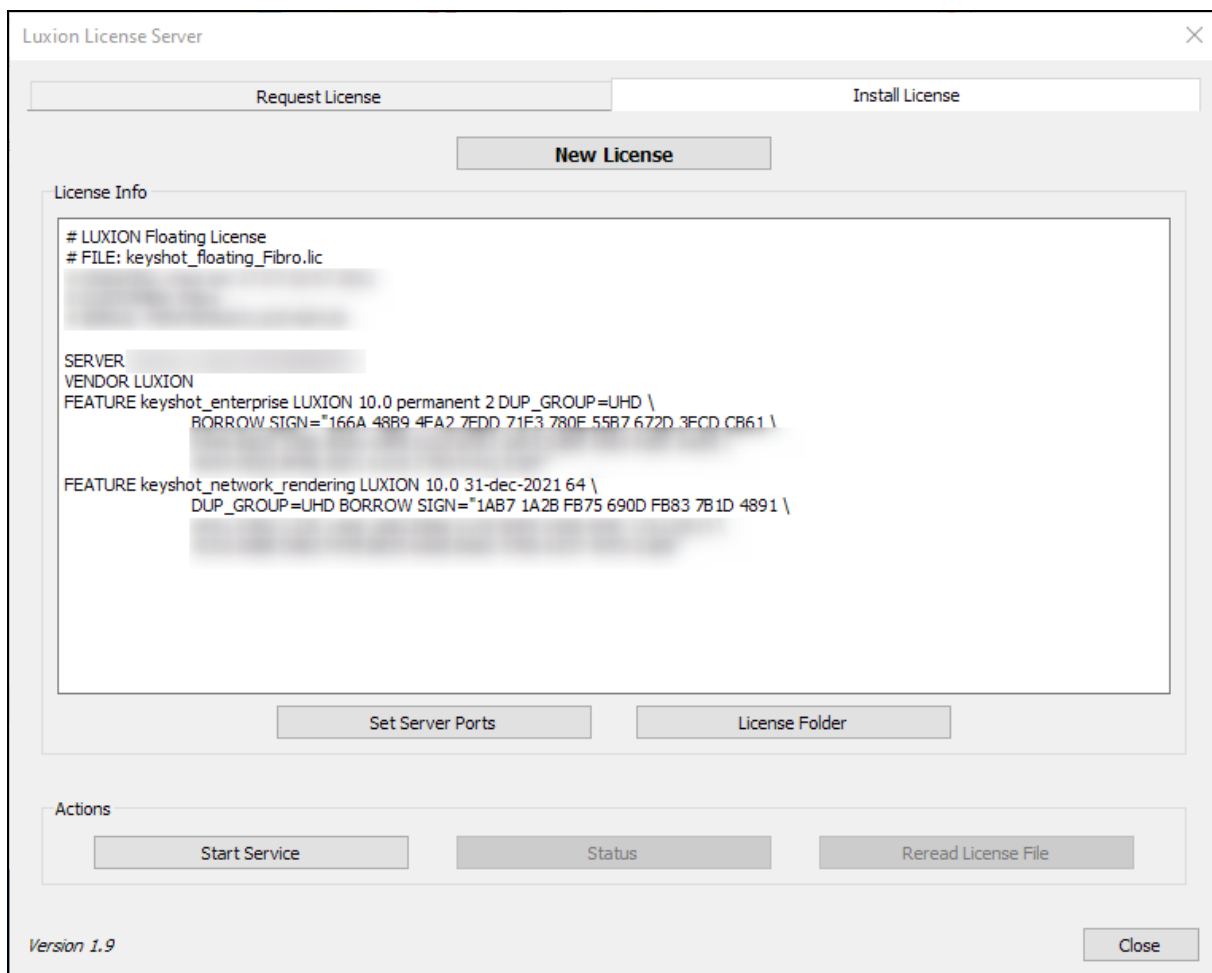 Luxion License Server
Request License
Install License
New License
License Info
# LUXION Floating License
# FILE: keyshot_floating_Fibro.lic
SERVER
VENDOR LUXION
FEATURE keyshot_enterprise LUXION 10.0 permanent 2 DUP_GROUP=UHD \
BORROW SIGN="166A 48B9 4FA2 7EDD 71F3 780E 55B7 672D 3ECD CB61 \
FEATURE keyshot_network_rendering LUXION 10.0 31-dec-2021 64 \
DUP_GROUP=UHD BORROW SIGN="1AB7 1A2B FB75 690D FB83 7B1D 4891 \
Set Server Ports
License Folder
Actions
Start Service
Status
Reread License File
Version 1.9
Close